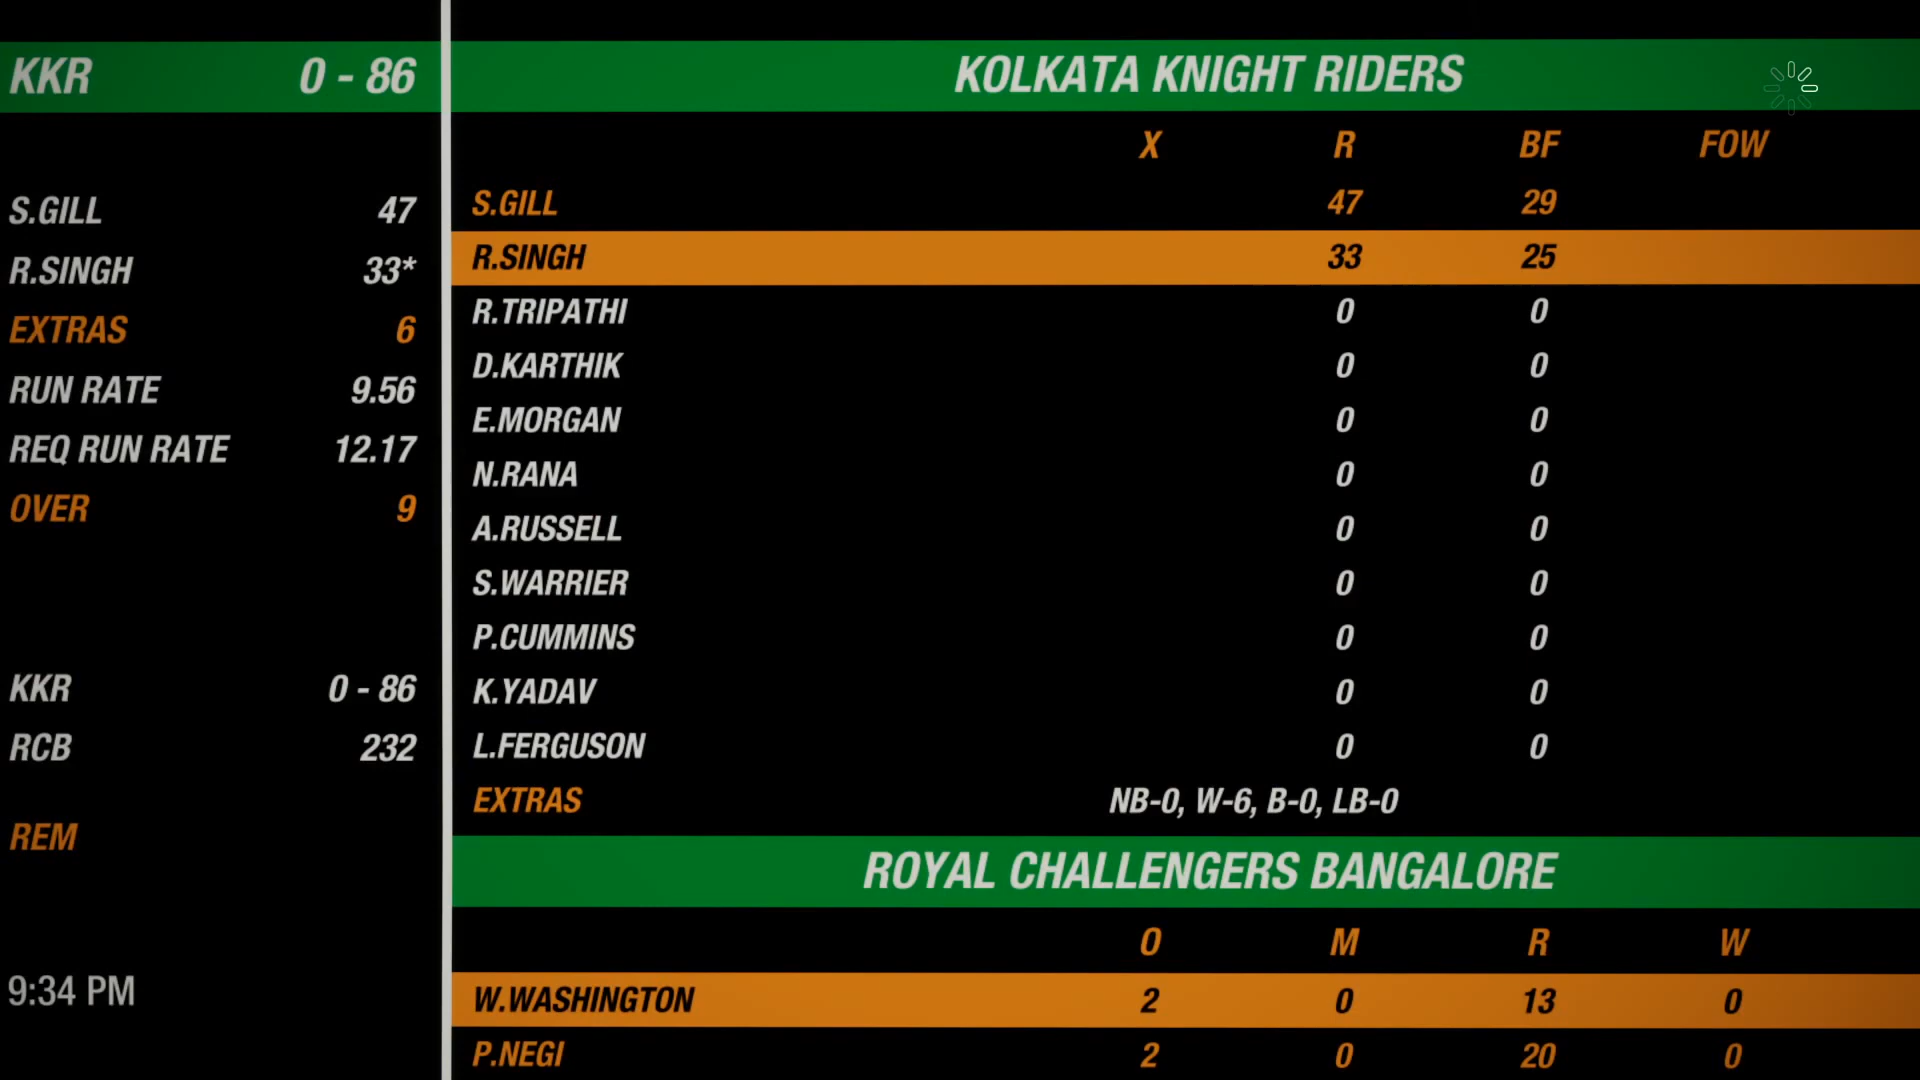 KKR 0 - 86
S.GILL 47
R.SINGH 33*
EXTRAS 6
RUN RATE 9.56
REQ RUN RATE 12.17
OVER 9
KKR 0 - 86
RCB 232
REM
9:34 PM
KOLKATA KNIGHT RIDERS
X R BF FOW
S.GILL 47 29
R.SINGH 33 25
R.TRIPATHI 0 0
D.KARTHIK 0 0
E.MORGAN 0 0
N.RANA 0 0
A.RUSSELL 0 0
S.WARRIER 0 0
P.CUMMINS 0 0
K.YADAV 0 0
L.FERGUSON 0 0
EXTRAS NB-0, W-6, B-0, LB-0
ROYAL CHALLENGERS BANGALORE
O M R W
W.WASHINGTON 2 0 13 0
P.NEGI 2 0 20 0